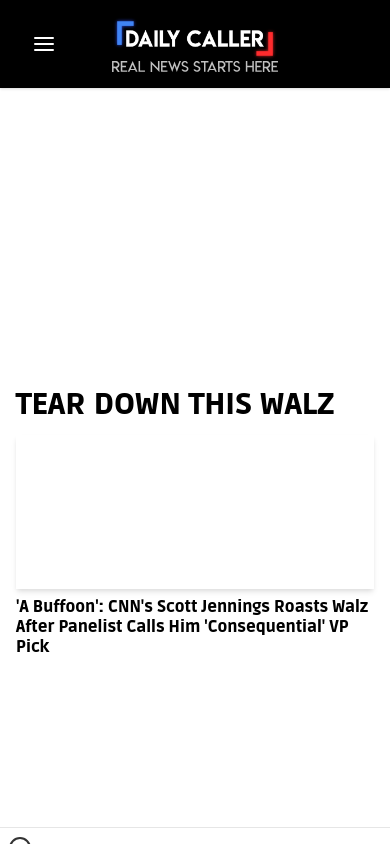 DAILY CALLER
REAL NEWS STARTS HERE
TEAR DOWN THIS WALZ
'A Buffoon': CNN's Scott Jennings Roasts Walz
After Panelist Calls Him 'Consequential' VP
Pick